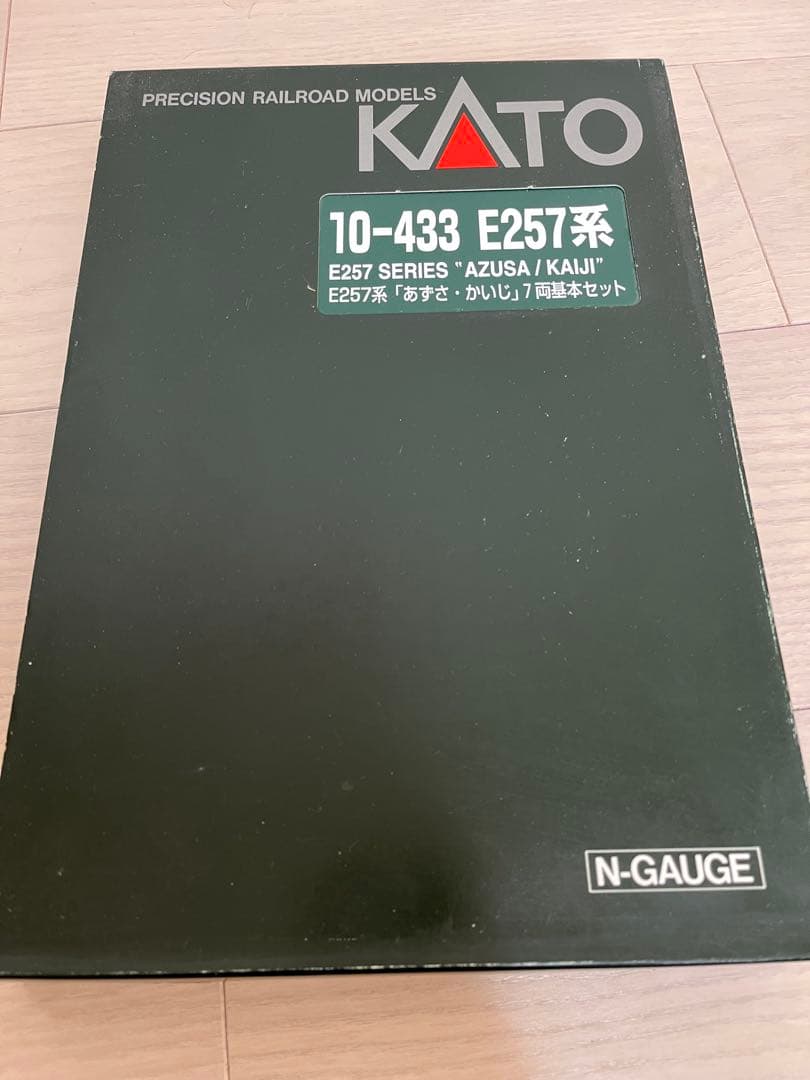 PRECISION RAILROAD MODELS
KATO
10-433 E257系
E257 SERIES "AZUSA / KAIJI"
E257系「あずさ・かいじ」7両基本セット
N-GAUGE